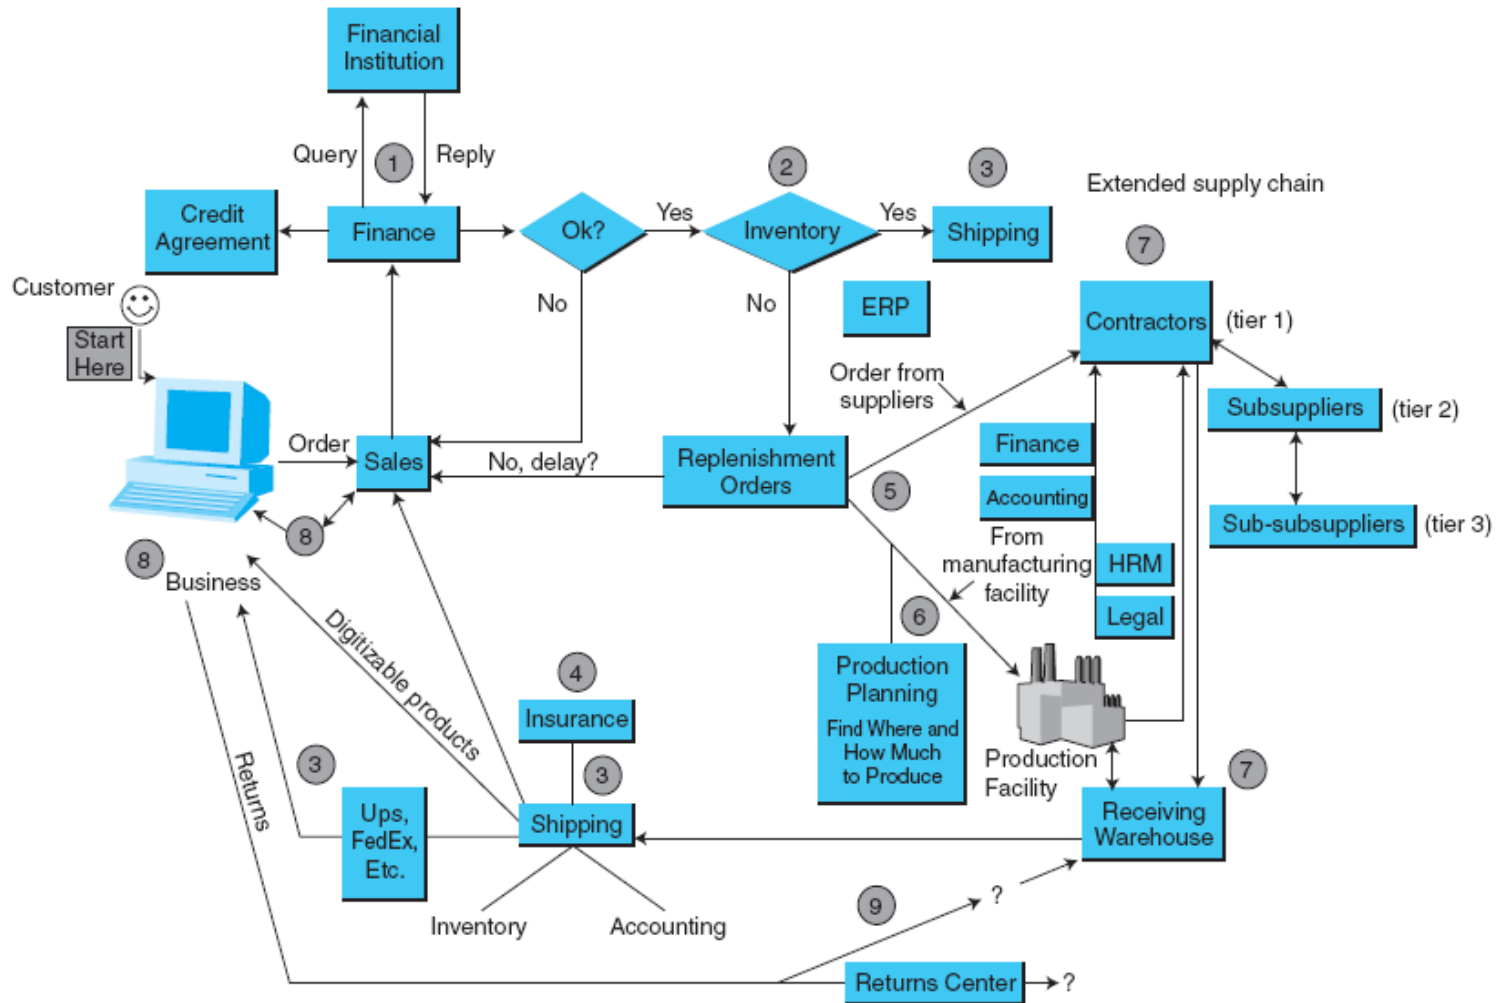 Financial
Institution
Query
1
Reply
2
3
Extended supply chain
Credit
Agreement
Finance
Ok?
Yes
Inventory
Yes
Shipping
7
Customer
Start
Here
No
No
ERP
Contractors
(tier 1)
Order from
suppliers
Subsuppliers
(tier 2)
Order
Sales
No, delay?
Replenishment
Orders
Finance
5
Accounting
Sub-subsuppliers
(tier 3)
8
From
manufacturing
facility
HRM
Legal
8
Business
6
Digitizable products
Production
Planning
Find Where and
How Much
to Produce
4
Insurance
Returns
3
3
Production
Facility
7
Ups,
FedEx,
Etc.
Shipping
Receiving
Warehouse
Inventory
Accounting
9
?
Returns Center
?